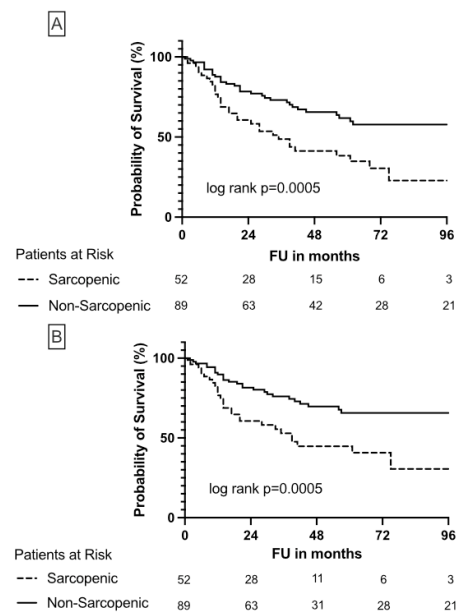 A
Probability of Survival (%)
100
50
0
log rank p=0.0005
0 24 48 72 96
FU in months
Patients at Risk
Sarcopenic 52 28 15 6 3
Non-Sarcopenic 89 63 42 28 21
B
Probability of Survival (%)
100
50
0
log rank p=0.0005
0 24 48 72 96
FU in months
Patients at Risk
Sarcopenic 52 28 11 6 3
Non-Sarcopenic 89 63 31 28 21